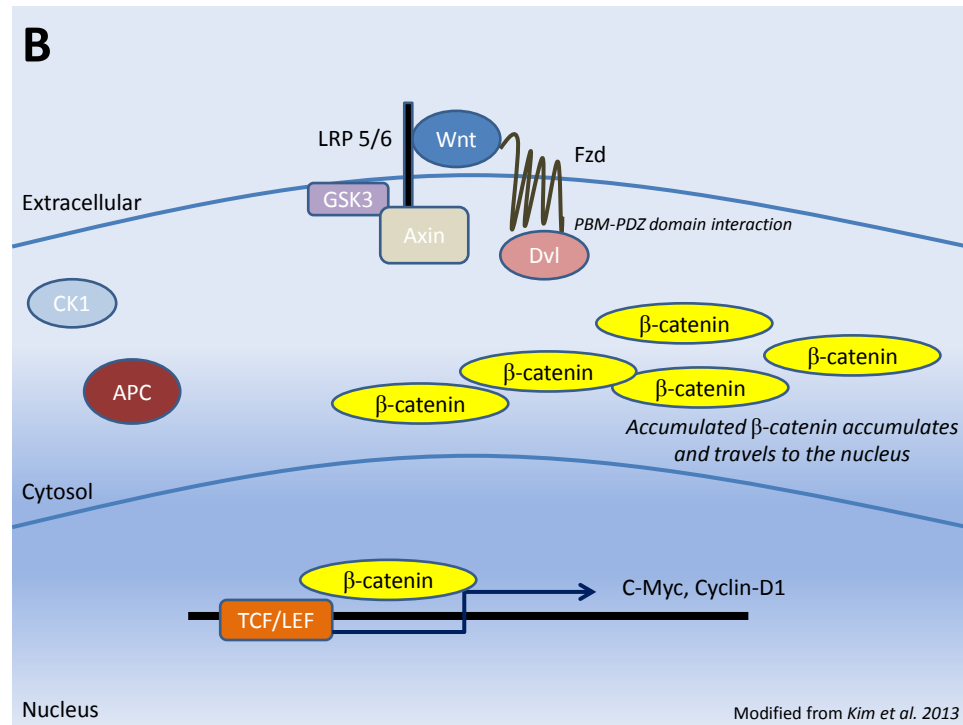 B
LRP 5/6
Wnt
Fzd
GSK3
Extracellular
Axin
PBM-PDZ domain interaction
Dvl
CK1
β-catenin
β-catenin
β-catenin
APC
β-catenin
β-catenin
Accumulated β-catenin accumulates
and travels to the nucleus
Cytosol
β-catenin
C-Myc, Cyclin-D1
TCF/LEF
Nucleus
Modified from Kim et al. 2013